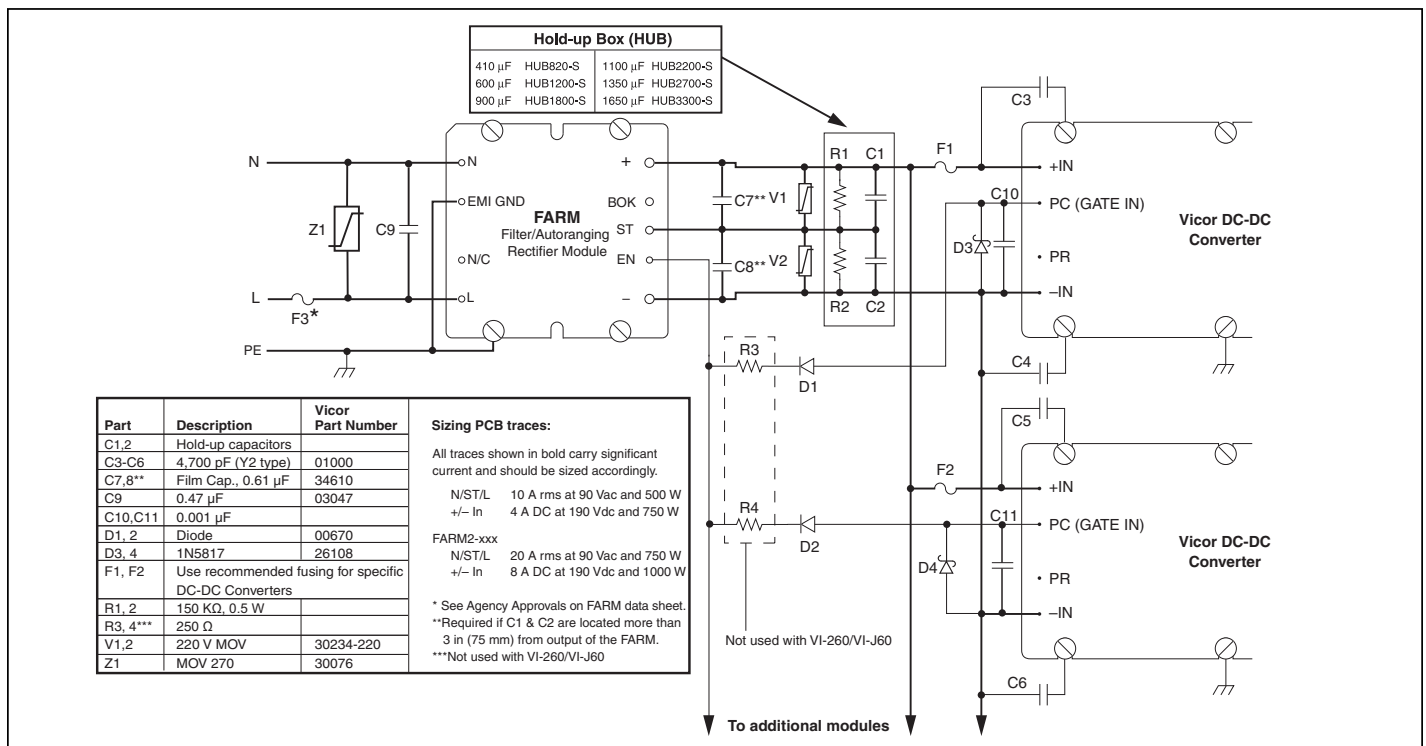 Hold-up Box (HUB)
410 µF HUB820-S 1100 µF HUB2200-S
600 µF HUB1200-S 1350 µF HUB2700-S
900 µF HUB1800-S 1650 µF HUB3300-S
N
Z1
C9
L
F3*
PE
N
EMI GND
N/C
L
FARM
Filter/Autoranging
Rectifier Module
+
BOK
ST
EN
–
C7**
V1
C8**
V2
R1
C1
R2
C2
F1
C3
+IN
C10
PC (GATE IN)
D3
PR
–IN
Vicor DC-DC
Converter
C4
R3
D1
C5
F2
+IN
R4
D2
C11
PC (GATE IN)
D4
PR
–IN
Vicor DC-DC
Converter
C6
Not used with VI-260/VI-J60
To additional modules
Part Description Vicor Part Number
C1,2 Hold-up capacitors
C3-C6 4,700 pF (Y2 type) 01000
C7,8** Film Cap., 0.61 µF 34610
C9 0.47 µF 03047
C10,C11 0.001 µF
D1, 2 Diode 00670
D3, 4 1N5817 26108
F1, F2 Use recommended fusing for specific
DC-DC Converters
R1, 2 150 KΩ, 0.5 W
R3, 4*** 250 Ω
V1,2 220 V MOV 30234-220
Z1 MOV 270 30076
Sizing PCB traces:
All traces shown in bold carry significant
current and should be sized accordingly.
N/ST/L 10 A rms at 90 Vac and 500 W
+/– In 4 A DC at 190 Vdc and 750 W
FARM2-xxx
N/ST/L 20 A rms at 90 Vac and 750 W
+/– In 8 A DC at 190 Vdc and 1000 W
* See Agency Approvals on FARM data sheet.
**Required if C1 & C2 are located more than
3 in (75 mm) from output of the FARM.
***Not used with VI-260/VI-J60